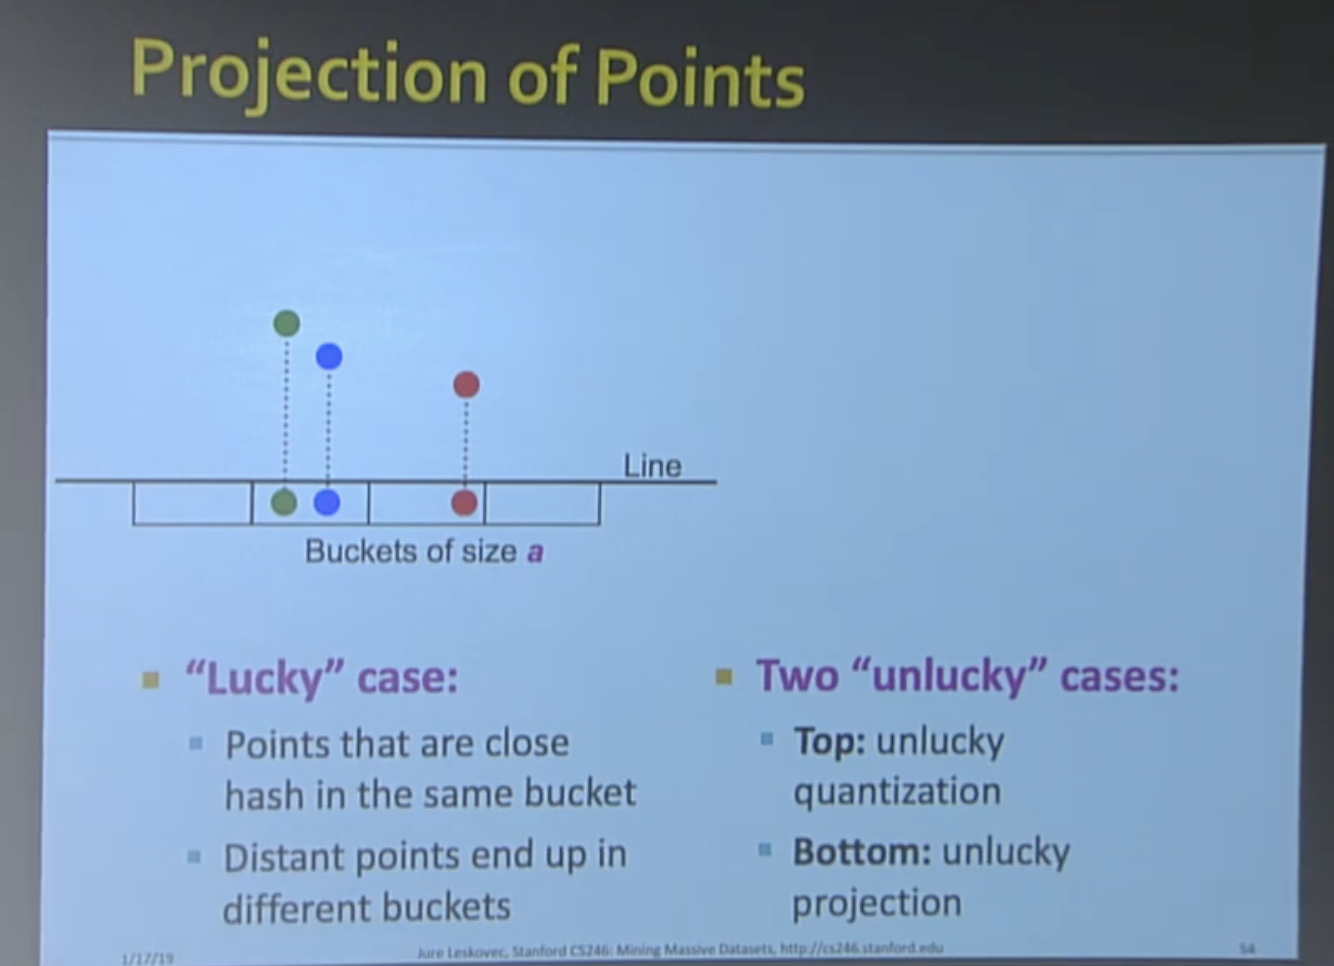 Projection of Points
Line
Buckets of size a
"Lucky" case:
Points that are close
hash in the same bucket
Distant points end up in
different buckets
Two "unlucky" cases:
Top: unlucky
quantization
Bottom: unlucky
projection
1/17/19
Jure Leskovec, Stanford CS246: Mining Massive Datasets, http://cs246.stanford.edu
54